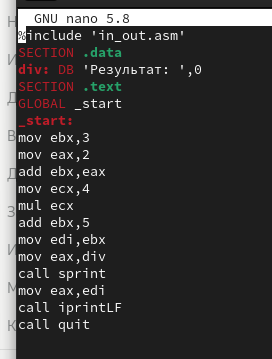 GNU nano 5.8
%include 'in_out.asm'
SECTION .data
div: DB 'Результат: ',0
SECTION .text
GLOBAL _start
_start:
mov ebx,3
mov eax,2
add ebx,eax
mov ecx,4
mul ecx
add ebx,5
mov edi,ebx
mov eax,div
call sprint
mov eax,edi
call iprintLF
call quit